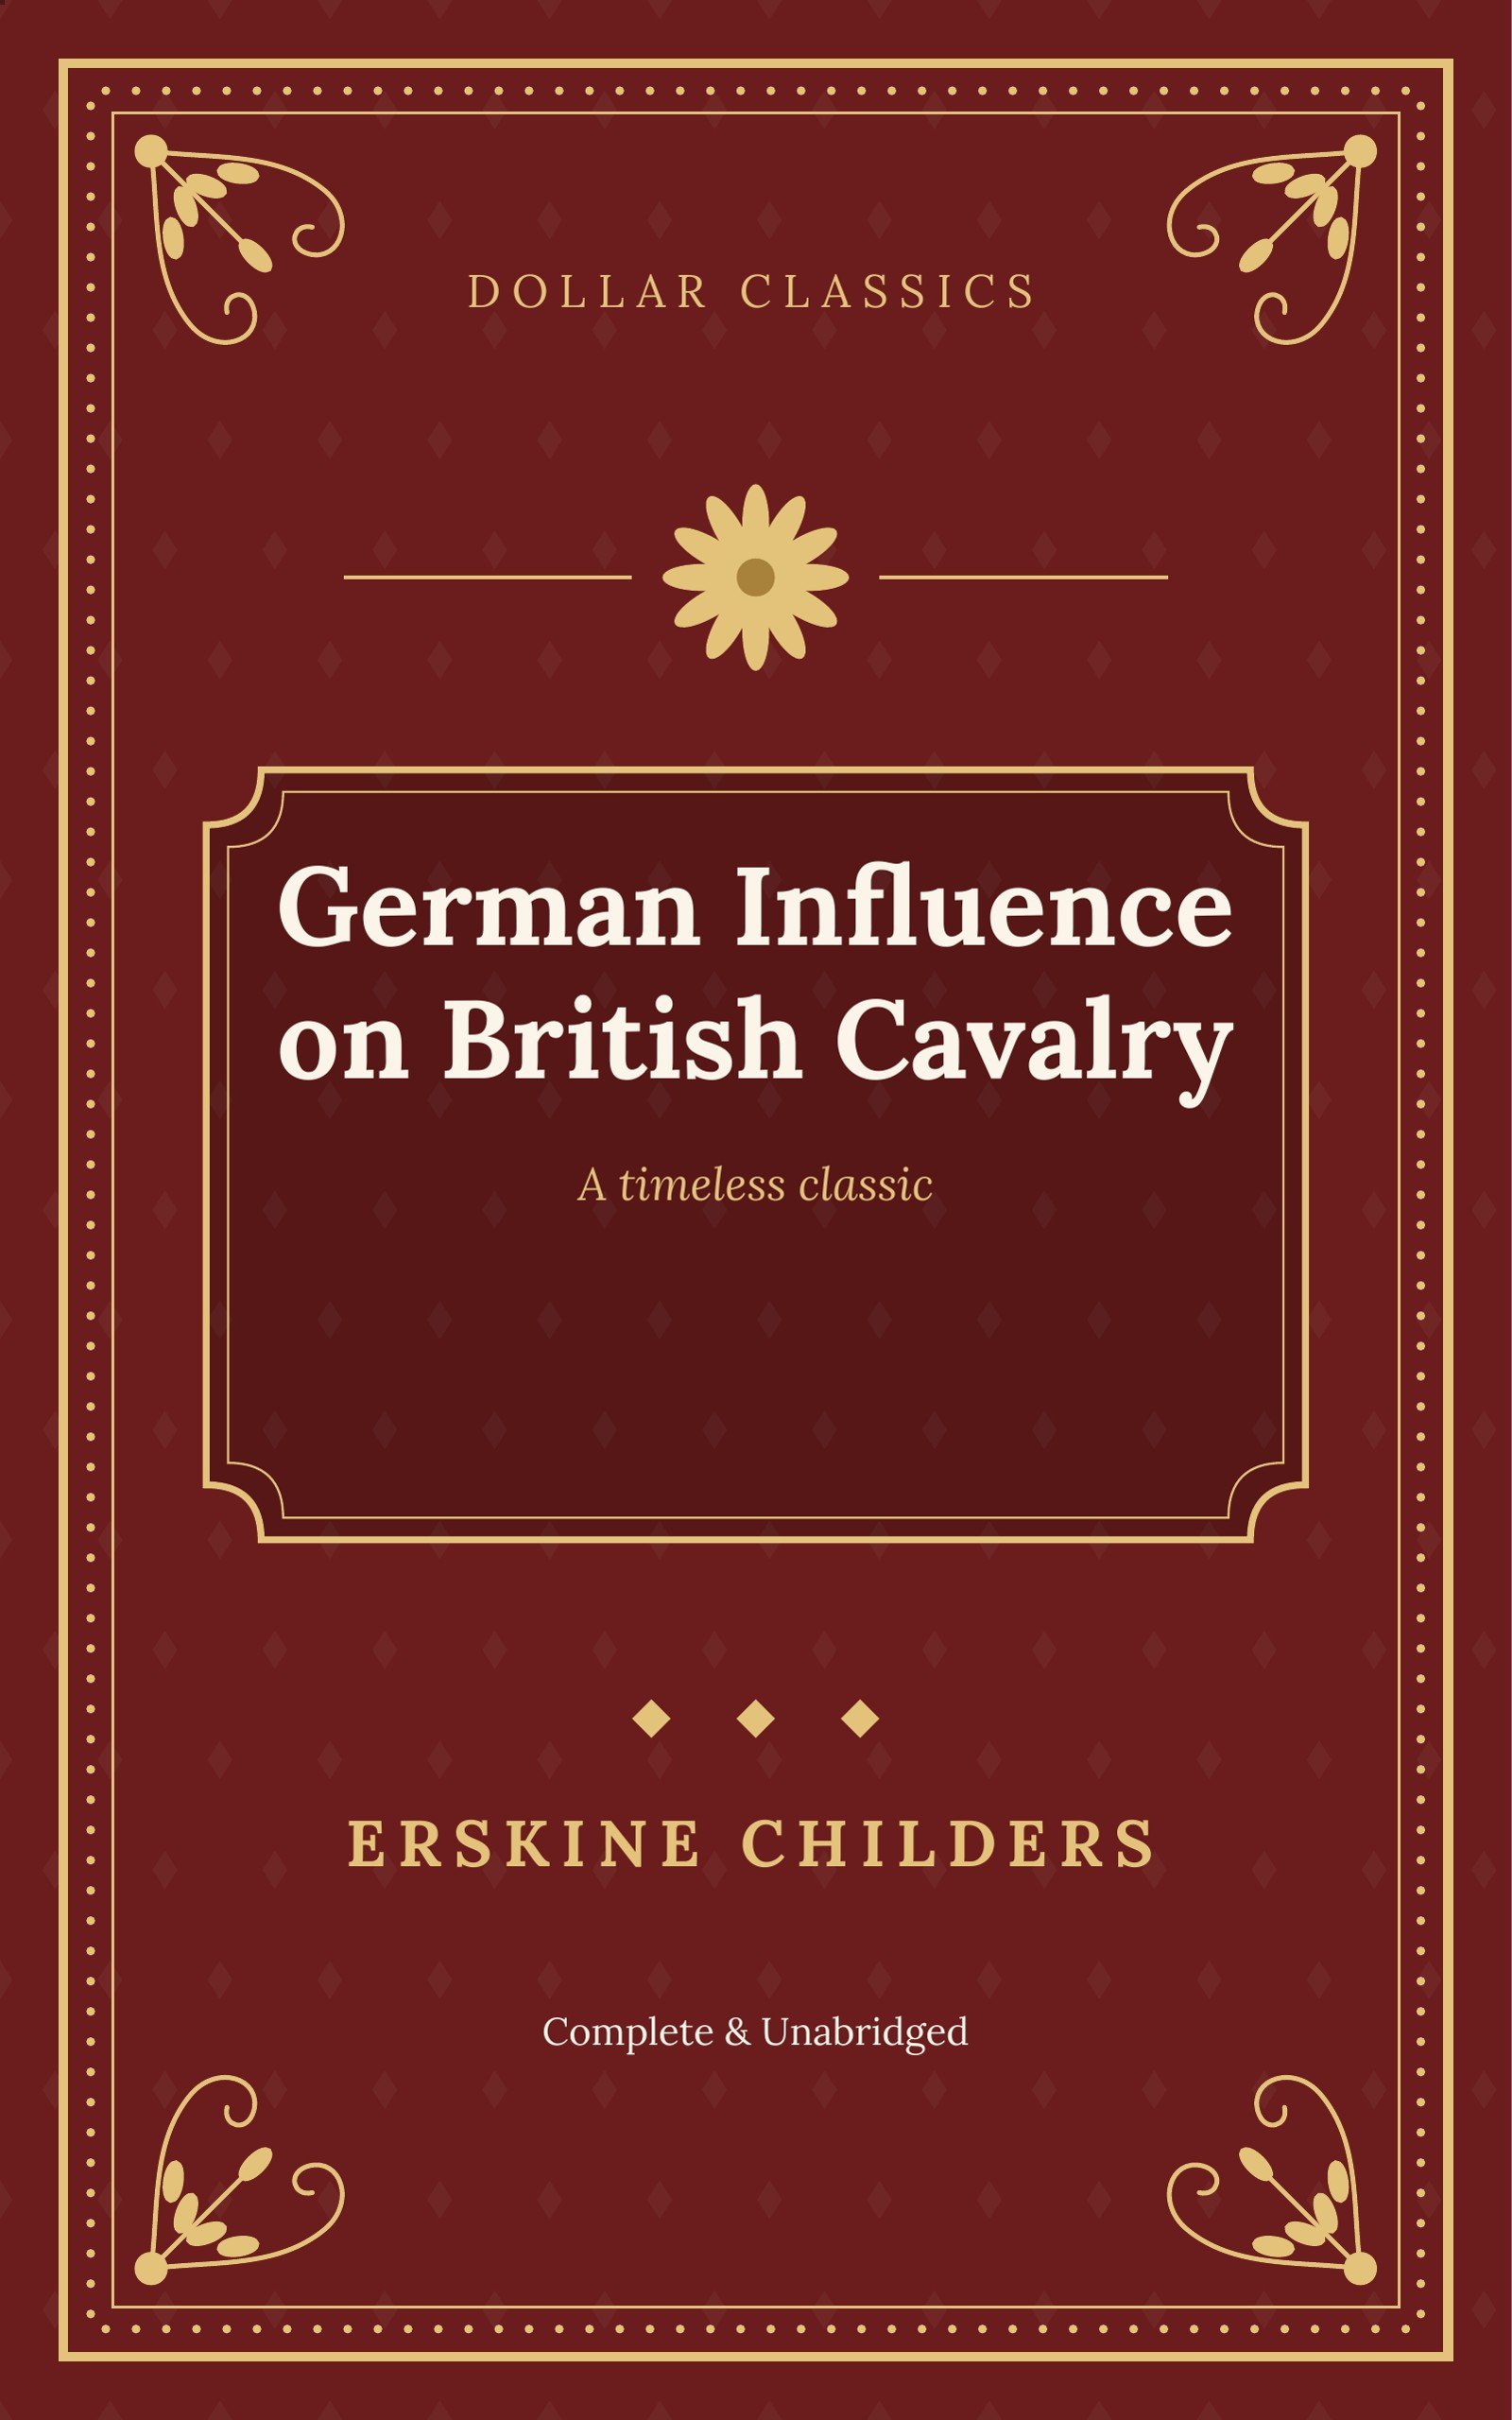 DOLLAR CLASSICS
German Influence
on British Cavalry
A timeless classic
ERSKINE CHILDERS
Complete & Unabridged